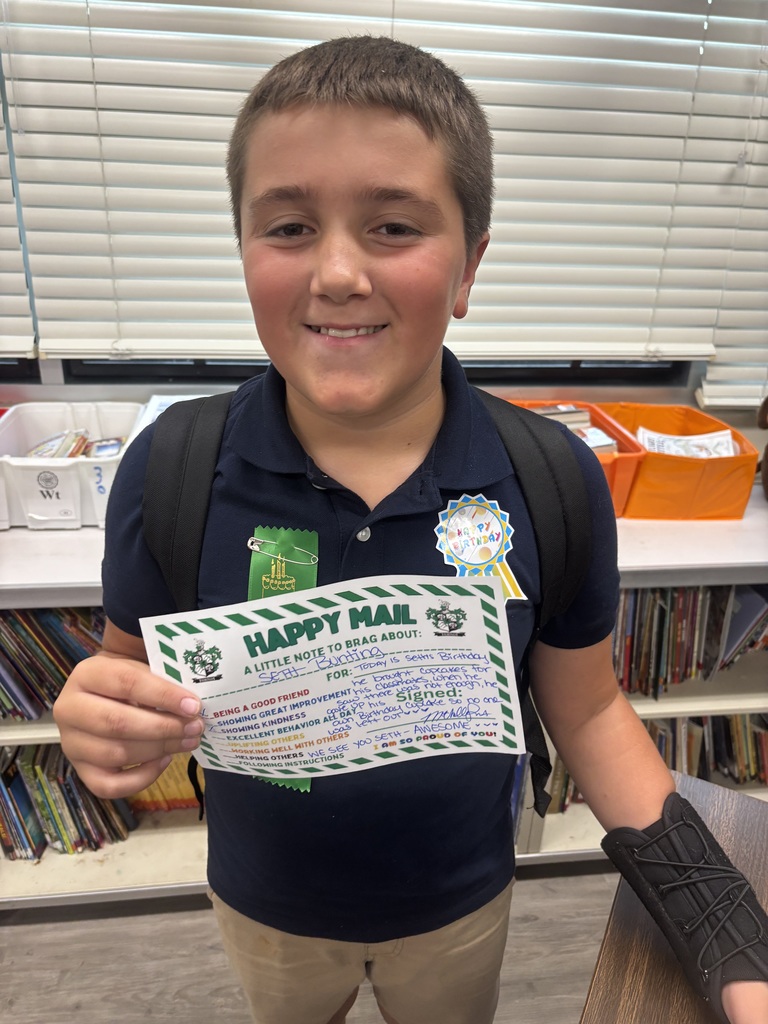 HAPPY BIRTHDAY
HAPPY MAIL
A LITTLE NOTE TO BRAG ABOUT:
SETH Bunting
FOR: TODAY IS SETH'S Birthday
he brought cupcakes for
his classmates, when he
saw there was not enough, he
gave up his
own Birthday cupcake so no one
was left out
Signed:
BEING A GOOD FRIEND
SHOWING GREAT IMPROVEMENT
SHOWING KINDNESS
EXCELLENT BEHAVIOR ALL DAY
UPLIFTING OTHERS
WORKING WELL WITH OTHERS
HELPING OTHERS
FOLLOWING INSTRUCTIONS
WE SEE YOU SETH - AWESOME
I AM SO PROUD OF YOU!
Wt
3